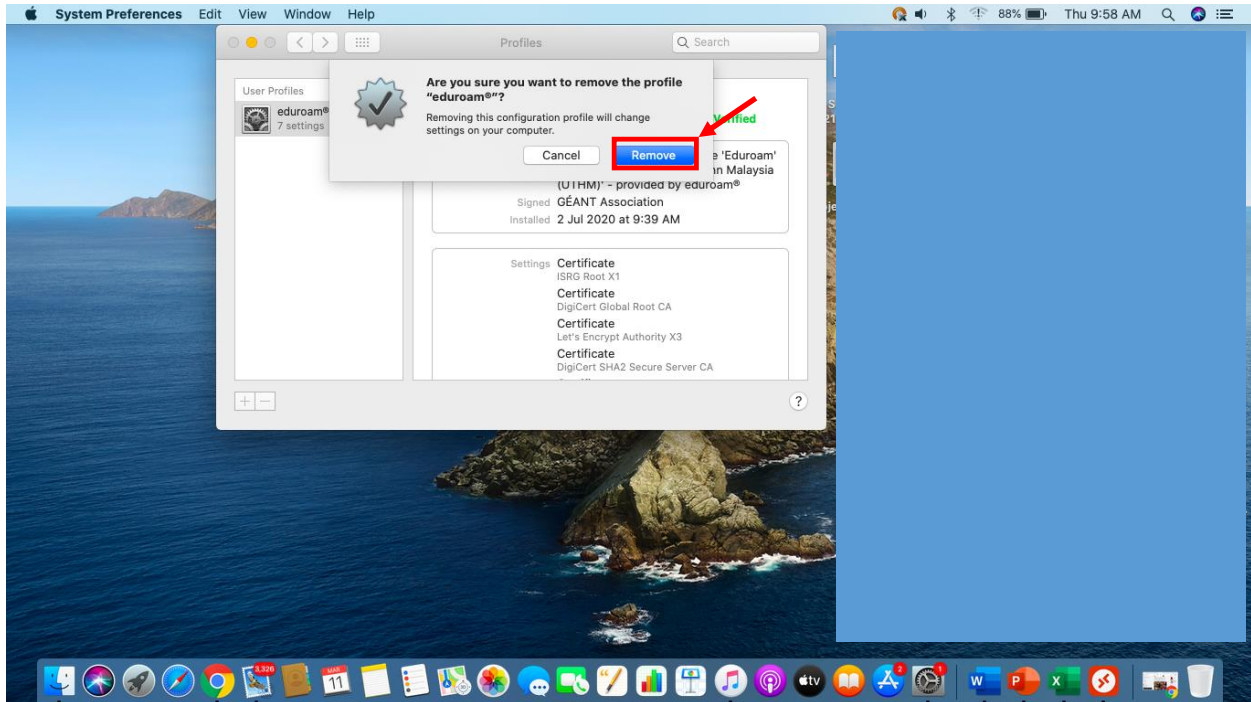 System Preferences Edit View Window Help
88% Thu 9:58 AM
Profiles
Search
Are you sure you want to remove the profile
“eduroam®”?
Removing this configuration profile will change
settings on your computer.
Cancel
Remove
User Profiles
eduroam®
7 settings
Verified
'Eduroam'
Malaysia
(UTHM)' - provided by eduroam®
Signed GÉANT Association
Installed 2 Jul 2020 at 9:39 AM
Settings Certificate
ISRG Root X1
Certificate
DigiCert Global Root CA
Certificate
Let's Encrypt Authority X3
Certificate
DigiCert SHA2 Secure Server CA
+ −
?
3,326
MAR
11
tv
2
1
W
P
X